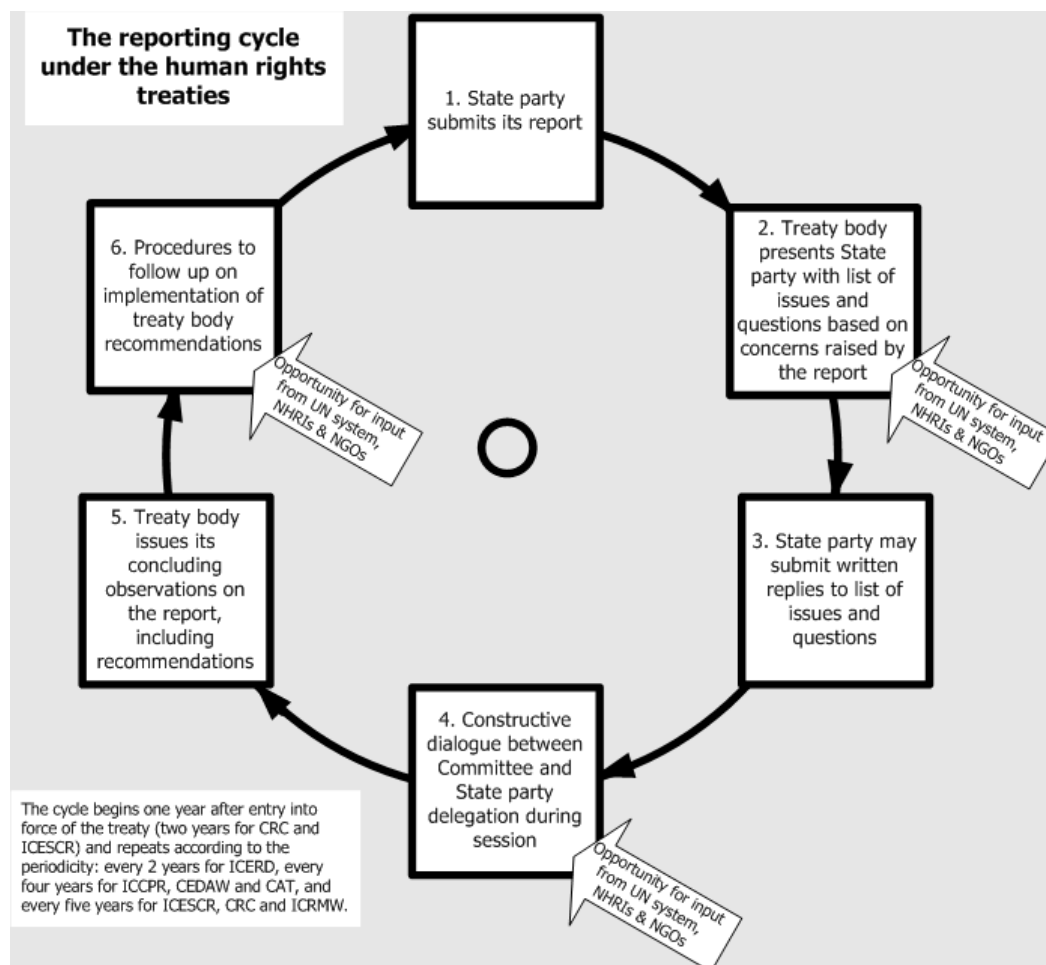 The reporting cycle
under the human rights
treaties
1. State party
submits its report
2. Treaty body
presents State
party with list of
issues and
questions based on
concerns raised by
the report
Opportunity for input
from UN system,
NHRIs & NGOs
3. State party may
submit written
replies to list of
issues and
questions
4. Constructive
dialogue between
Committee and
State party
delegation during
session
Opportunity for input
from UN system,
NHRIs & NGOs
5. Treaty body
issues its
concluding
observations on
the report,
including
recommendations
6. Procedures to
follow up on
implementation of
treaty body
recommendations
Opportunity for input
from UN system,
NHRIs & NGOs
The cycle begins one year after entry into
force of the treaty (two years for CRC and
ICESCR) and repeats according to the
periodicity: every 2 years for ICERD, every
four years for ICCPR, CEDAW and CAT, and
every five years for ICESCR, CRC and ICRMW.